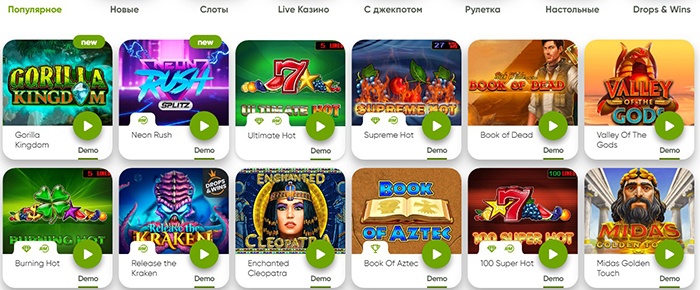 Популярное Новые Слоты Live Казино С джекпотом Рулетка Настольные Drops & Wins
new
GORILLA
KINGDOM
Gorilla
Kingdom
Demo
new
NEON
RUSH
SPLITZ
Neon Rush
Demo
5 LINES
7
ULTIMATE HOT
Ultimate Hot
Demo
27
SUPREME HOT
Supreme Hot
Demo
BOOK OF DEAD
Book of Dead
Demo
VALLEY
OF THE
GODS
Valley Of The
Gods
Demo
BURNING HOT
Burning Hot
Demo
DROPS
& WINS
Release the
KRAKEN
Release the
Kraken
Demo
ENCHANTED
CLEOPATRA
Enchanted
Cleopatra
Demo
BOOK
OF AZTEC
Book Of Aztec
Demo
100 LINES
7
100 SUPER HOT
100 Super Hot
Demo
MIDAS
GOLDEN TOUCH
Midas
Golden Touch
Demo